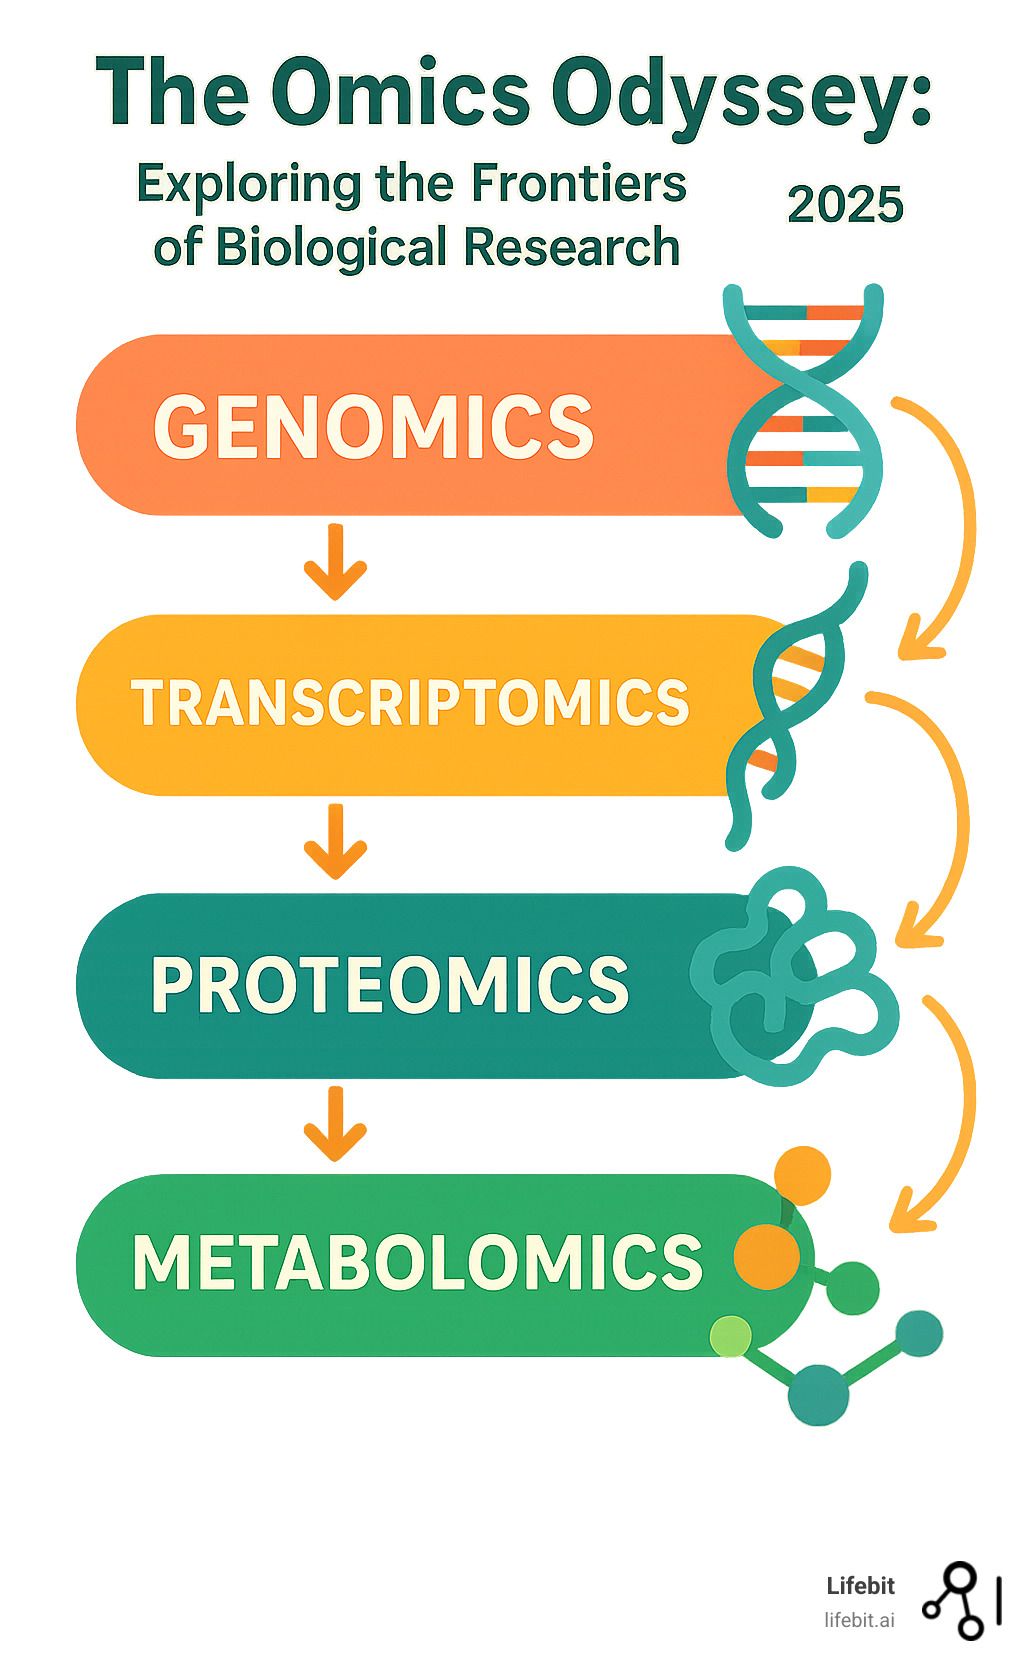 The Omics Odyssey:
Exploring the Frontiers
of Biological Research
2025
GENOMICS
TRANSCRIPTOMICS
PROTEOMICS
METABOLOMICS
Lifebit
lifebit.ai